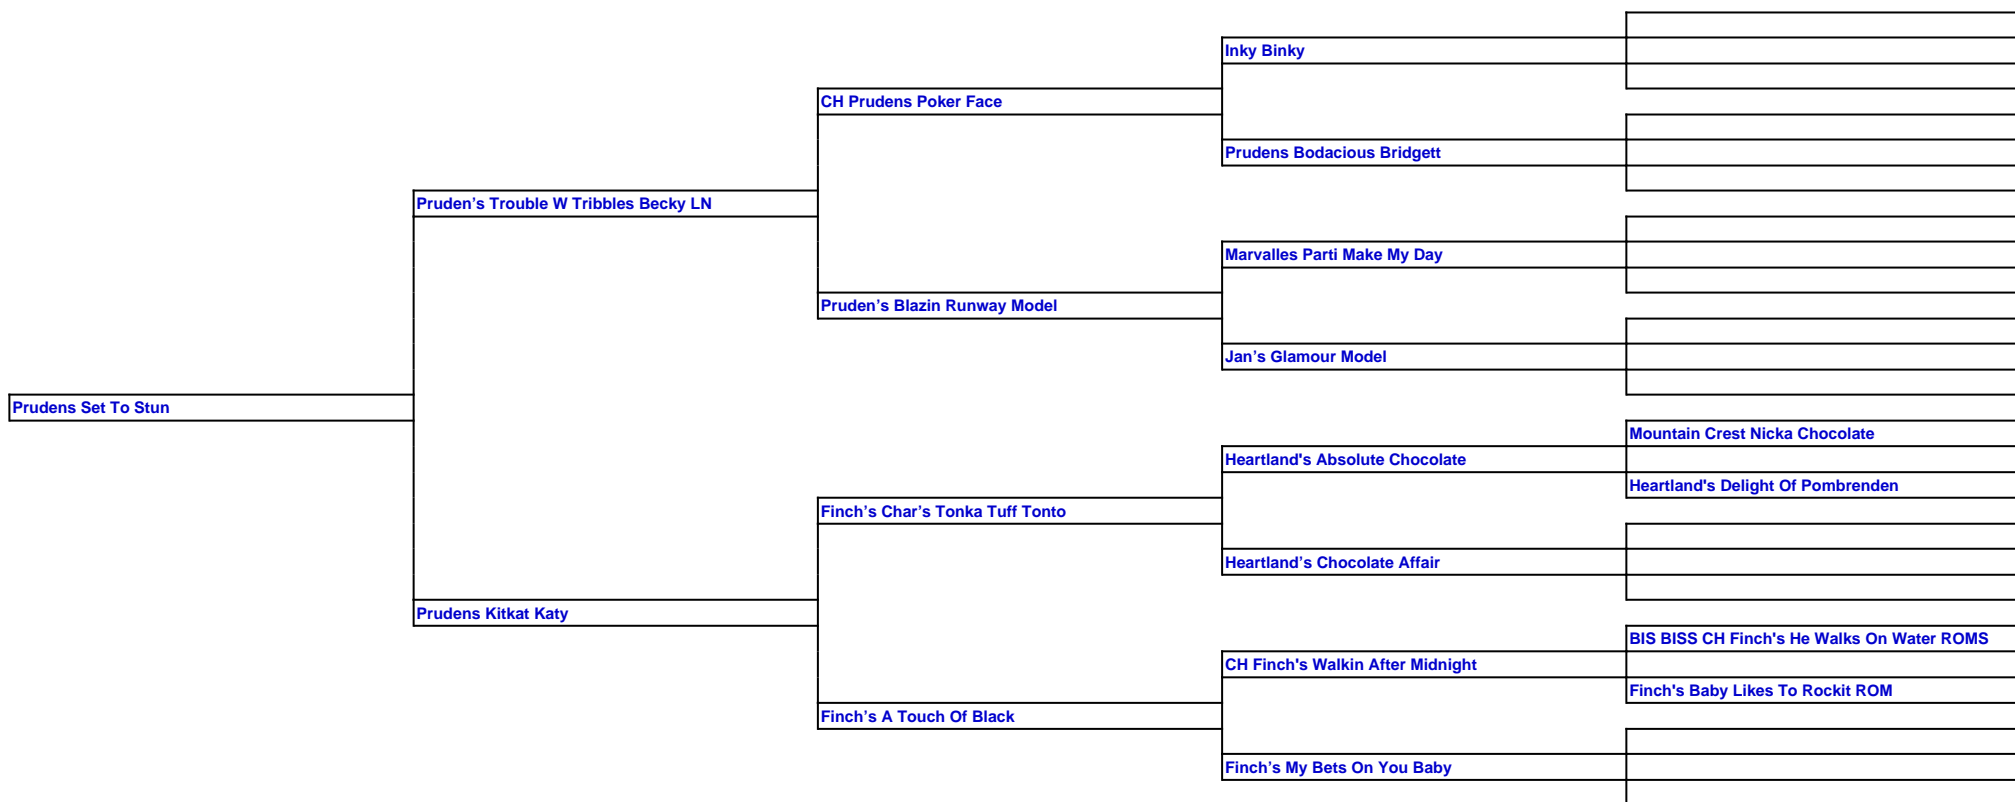 Inky Binky
CH Prudens Poker Face
Prudens Bodacious Bridgett
Pruden’s Trouble W Tribbles Becky LN
Marvalles Parti Make My Day
Pruden’s Blazin Runway Model
Jan’s Glamour Model
Prudens Set To Stun
Mountain Crest Nicka Chocolate
Heartland's Absolute Chocolate
Heartland's Delight Of Pombrenden
Finch’s Char’s Tonka Tuff Tonto
Heartland’s Chocolate Affair
Prudens Kitkat Katy
BIS BISS CH Finch's He Walks On Water ROMS
CH Finch's Walkin After Midnight
Finch's Baby Likes To Rockit ROM
Finch’s A Touch Of Black
Finch’s My Bets On You Baby